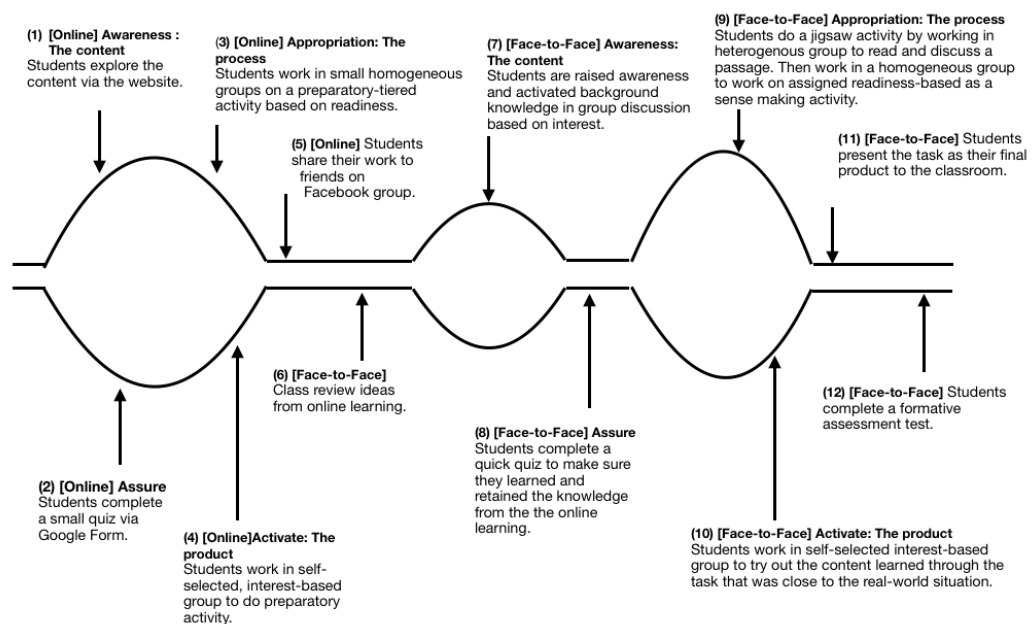 (1) [Online] Awareness :
The content
Students explore the
content via the website.
(2) [Online] Assure
Students complete
a small quiz via
Google Form.
(3) [Online] Appropriation: The
process
Students work in small homogeneous
groups on a preparatory-tiered
activity based on readiness.
(4) [Online]Activate: The
product
Students work in self-
selected, interest-based
group to do preparatory
activity.
(5) [Online] Students
share their work to
friends on
Facebook group.
(6) [Face-to-Face]
Class review ideas
from online learning.
(7) [Face-to-Face] Awareness:
The content
Students are raised awareness
and activated background
knowledge in group discussion
based on interest.
(8) [Face-to-Face] Assure
Students complete a
quick quiz to make sure
they learned and
retained the knowledge
from the the online
learning.
(9) [Face-to-Face] Appropriation: The process
Students do a jigsaw activity by working in
heterogenous group to read and discuss a
passage. Then work in a homogeneous group
to work on assigned readiness-based as a
sense making activity.
(10) [Face-to-Face] Activate: The product
Students work in self-selected interest-based
group to try out the content learned through the
task that was close to the real-world situation.
(11) [Face-to-Face] Students
present the task as their final
product to the classroom.
(12) [Face-to-Face] Students
complete a formative
assessment test.